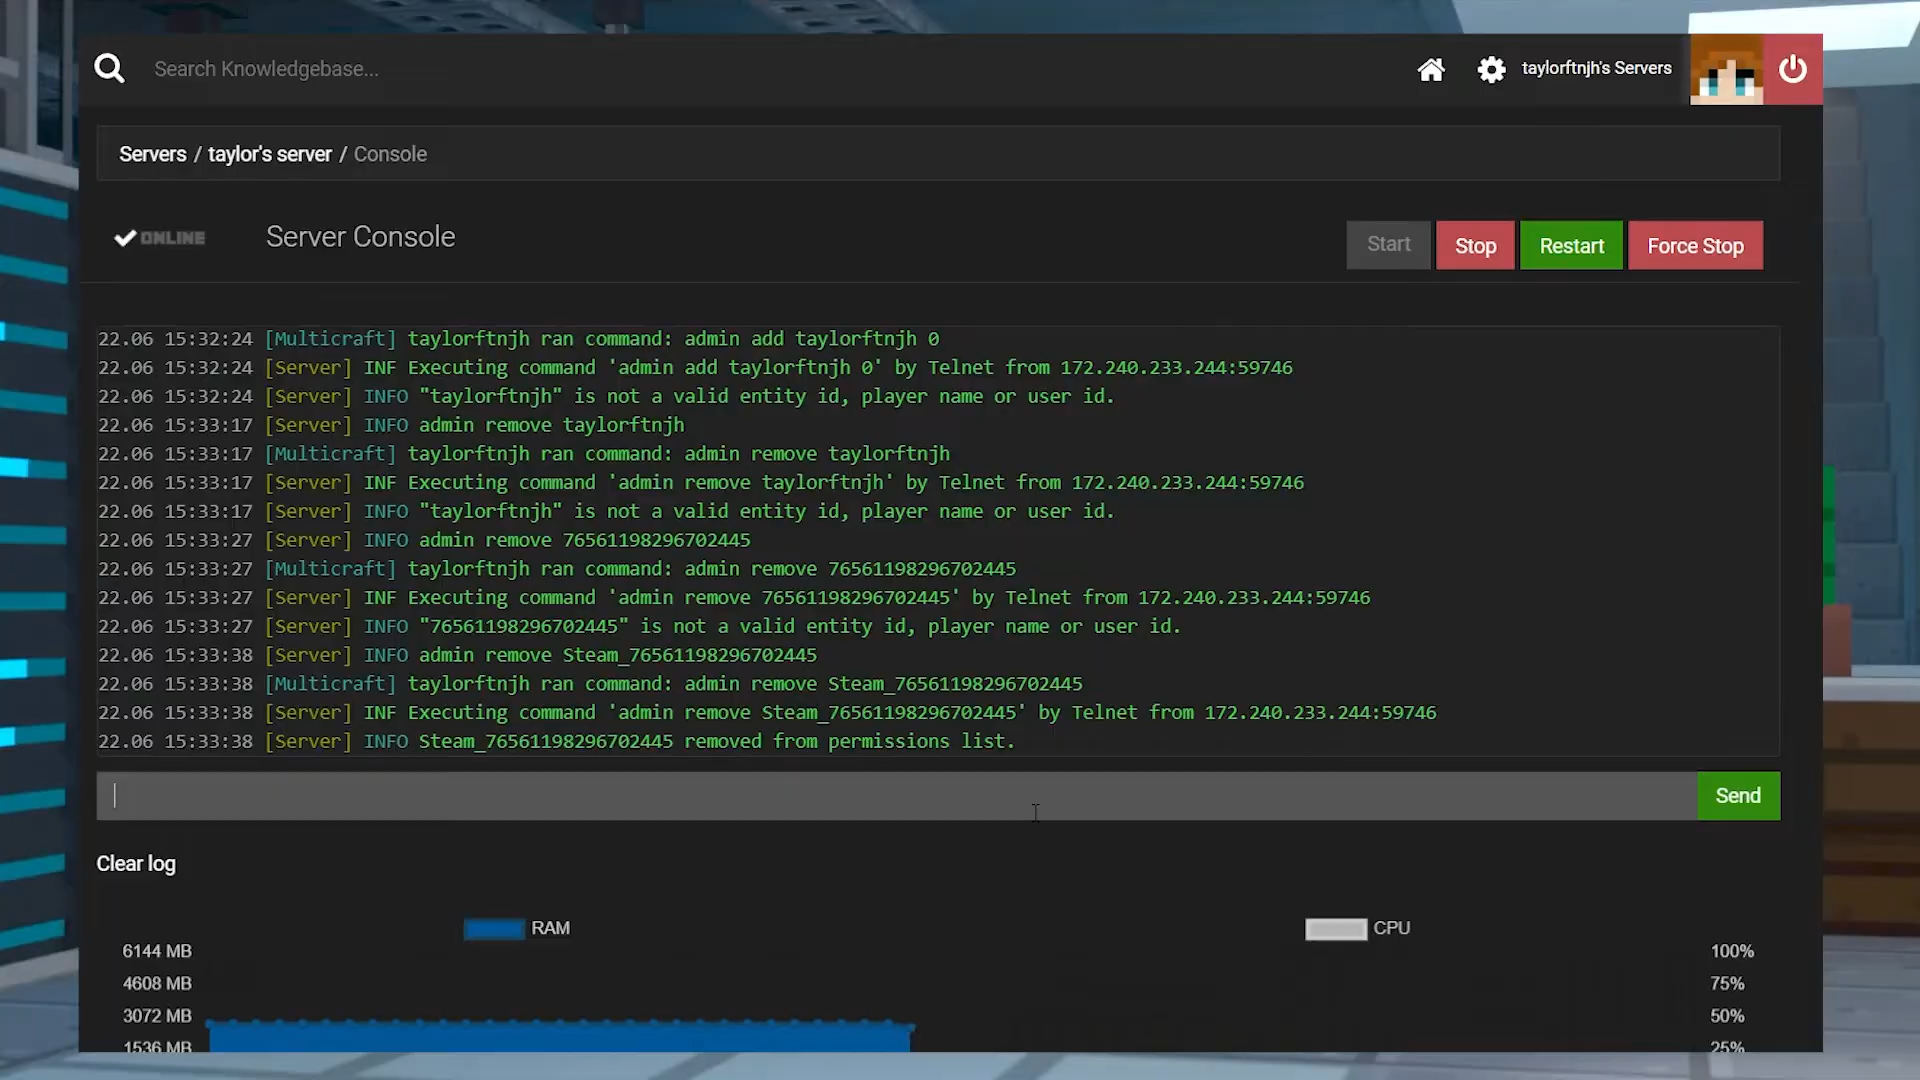 Search Knowledgebase...
taylorftnjh's Servers
Servers / taylor's server / Console
ONLINE
Server Console
Start
Stop
Restart
Force Stop
22.06 15:32:24 [Multicraft] taylorftnjh ran command: admin add taylorftnjh 0
22.06 15:32:24 [Server] INF Executing command 'admin add taylorftnjh 0' by Telnet from 172.240.233.244:59746
22.06 15:32:24 [Server] INFO "taylorftnjh" is not a valid entity id, player name or user id.
22.06 15:33:17 [Server] INFO admin remove taylorftnjh
22.06 15:33:17 [Multicraft] taylorftnjh ran command: admin remove taylorftnjh
22.06 15:33:17 [Server] INF Executing command 'admin remove taylorftnjh' by Telnet from 172.240.233.244:59746
22.06 15:33:17 [Server] INFO "taylorftnjh" is not a valid entity id, player name or user id.
22.06 15:33:27 [Server] INFO admin remove 76561198296702445
22.06 15:33:27 [Multicraft] taylorftnjh ran command: admin remove 76561198296702445
22.06 15:33:27 [Server] INF Executing command 'admin remove 76561198296702445' by Telnet from 172.240.233.244:59746
22.06 15:33:27 [Server] INFO "76561198296702445" is not a valid entity id, player name or user id.
22.06 15:33:38 [Server] INFO admin remove Steam_76561198296702445
22.06 15:33:38 [Multicraft] taylorftnjh ran command: admin remove Steam_76561198296702445
22.06 15:33:38 [Server] INF Executing command 'admin remove Steam_76561198296702445' by Telnet from 172.240.233.244:59746
22.06 15:33:38 [Server] INFO Steam_76561198296702445 removed from permissions list.
Send
Clear log
RAM
CPU
6144 MB
100%
4608 MB
75%
3072 MB
50%
1536 MB
25%